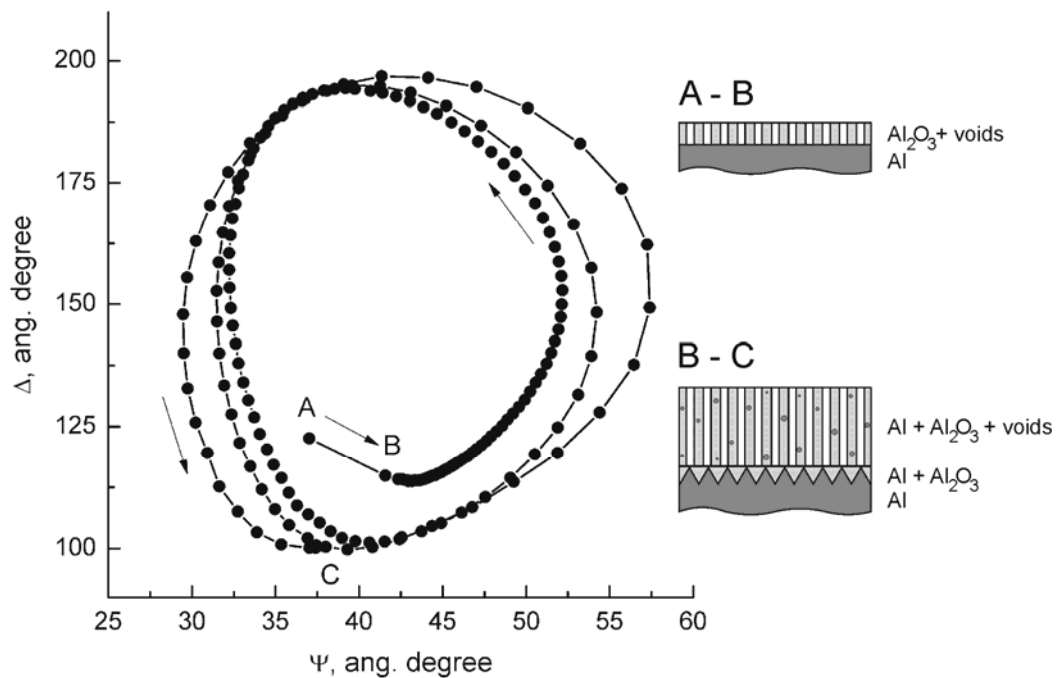 200
175
150
125
100
Δ, ang. degree
25 30 35 40 45 50 55 60
Ψ, ang. degree
A
B
C
A - B
Al₂O₃+ voids
Al
B - C
Al + Al₂O₃ + voids
Al + Al₂O₃
Al